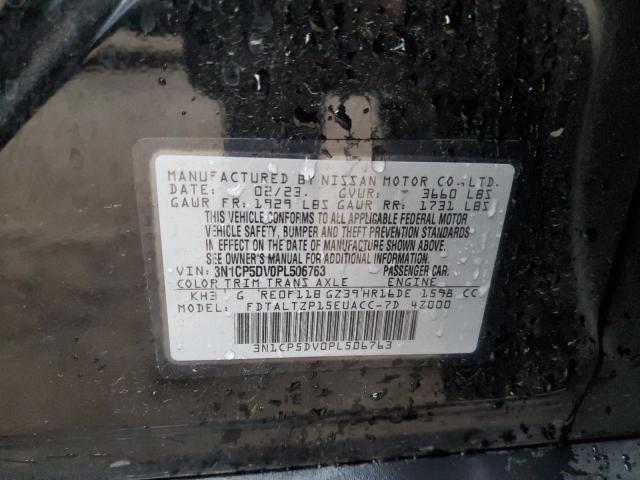 MANUFACTURED BY NISSAN MOTOR CO.,LTD.
DATE: 02/23. GVWR: 3660 LBS
GAWR FR: 1929 LBS GAWR RR: 1731 LBS
THIS VEHICLE CONFORMS TO ALL APPLICABLE FEDERAL MOTOR
VEHICLE SAFETY, BUMPER AND THEFT PREVENTION STANDARDS
IN EFFECT ON THE DATE OF MANUFACTURE SHOWN ABOVE.
SEE OWNER'S MANUAL FOR MORE INFORMATION.
VIN: 3N1CP5DV0PL506763 PASSENGER CAR.
COLOR TRIM TRANS AXLE ENGINE
KH3 G RE0F11B GZ39 HR16DE 1598 CC
MODEL: FDTALTZP15EUACC-7D 4Z000
3N1CP5DV0PL506763